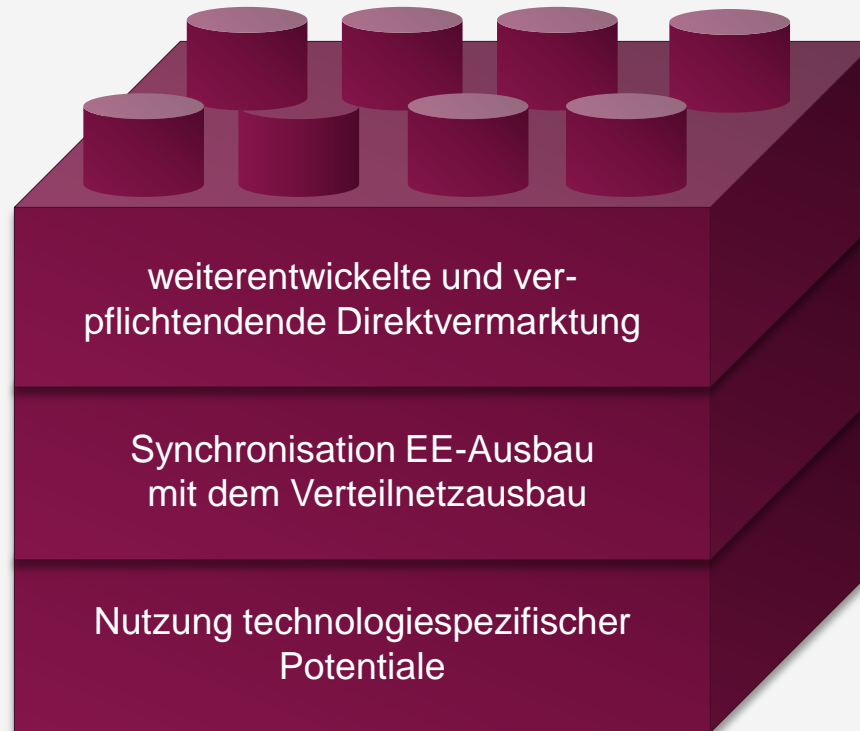 weiterentwickelte und ver-
pflichtendende Direktvermarktung
Synchronisation EE-Ausbau
mit dem Verteilnetzausbau
Nutzung technologiespezifischer
Potentiale